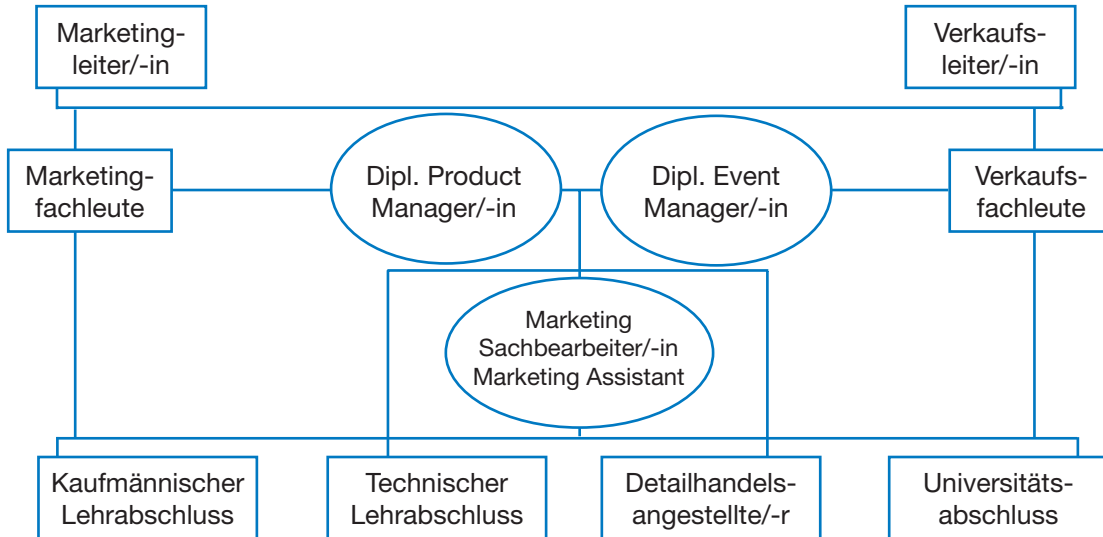 Marketing-
leiter/-in
Verkaufs-
leiter/-in
Marketing-
fachleute
Dipl. Product
Manager/-in
Dipl. Event
Manager/-in
Verkaufs-
fachleute
Marketing
Sachbearbeiter/-in
Marketing Assistant
Kaufmännischer
Lehrabschluss
Technischer
Lehrabschluss
Detailhandels-
angestellte/-r
Universitäts-
abschluss